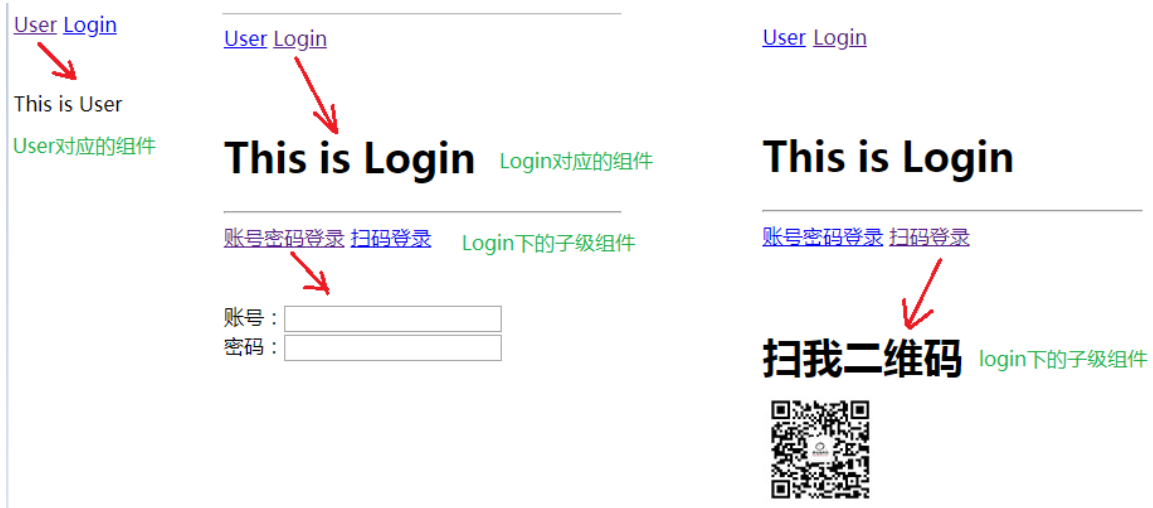 User Login
This is User
User对应的组件
User Login
This is Login
Login对应的组件
账号密码登录 扫码登录
Login下的子级组件
账号：
密码：
User Login
This is Login
账号密码登录 扫码登录
扫我二维码
login下的子级组件